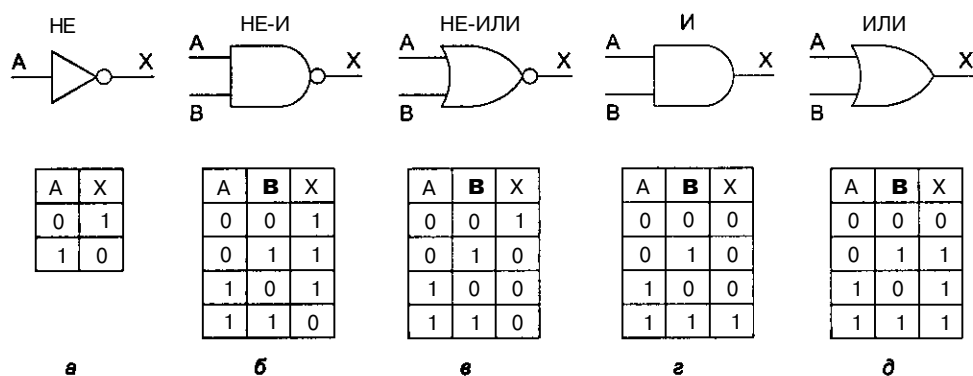 НЕ НЕ-И НЕ-ИЛИ И ИЛИ
A X A X A X A X A X
B B B B
A X A B X A B X A B X A B X
0 1 0 0 1 0 0 1 0 0 0 0 0 0
1 0 0 1 1 0 1 0 0 1 0 0 1 1
1 0 1 1 0 0 1 0 0 1 0 1
1 1 0 1 1 0 1 1 1 1 1 1
а б в г д